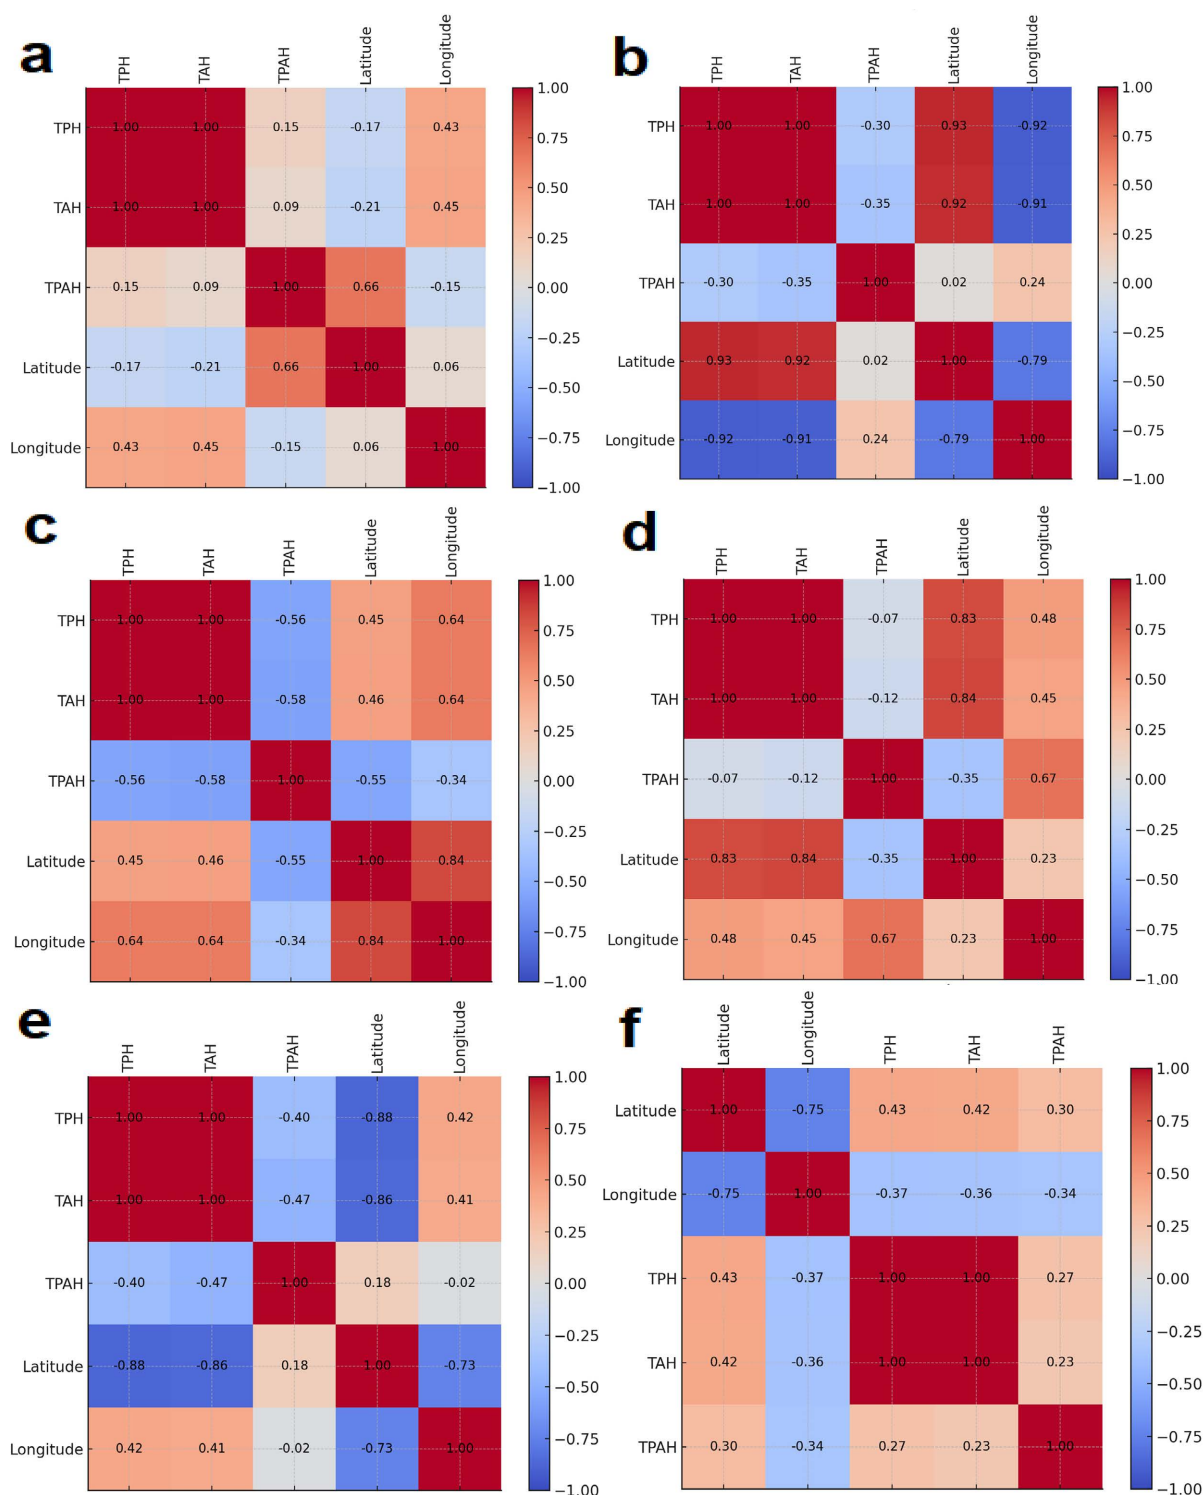 a
TPH TAH TPAH Latitude Longitude
TPH 1.00 1.00 0.15 -0.17 0.43
TAH 1.00 1.00 0.09 -0.21 0.45
TPAH 0.15 0.09 1.00 0.66 -0.15
Latitude -0.17 -0.21 0.66 1.00 0.06
Longitude 0.43 0.45 -0.15 0.06 1.00
1.00
0.75
0.50
0.25
0.00
−0.25
−0.50
−0.75
−1.00
b
TPH TAH TPAH Latitude Longitude
TPH 1.00 1.00 -0.30 0.93 -0.92
TAH 1.00 1.00 -0.35 0.92 -0.91
TPAH -0.30 -0.35 1.00 0.02 0.24
Latitude 0.93 0.92 0.02 1.00 -0.79
Longitude -0.92 -0.91 0.24 -0.79 1.00
1.00
0.75
0.50
0.25
0.00
−0.25
−0.50
−0.75
−1.00
c
TPH TAH TPAH Latitude Longitude
TPH 1.00 1.00 -0.56 0.45 0.64
TAH 1.00 1.00 -0.58 0.46 0.64
TPAH -0.56 -0.58 1.00 -0.55 -0.34
Latitude 0.45 0.46 -0.55 1.00 0.84
Longitude 0.64 0.64 -0.34 0.84 1.00
1.00
0.75
0.50
0.25
0.00
−0.25
−0.50
−0.75
−1.00
d
TPH TAH TPAH Latitude Longitude
TPH 1.00 1.00 -0.07 0.83 0.48
TAH 1.00 1.00 -0.12 0.84 0.45
TPAH -0.07 -0.12 1.00 -0.35 0.67
Latitude 0.83 0.84 -0.35 1.00 0.23
Longitude 0.48 0.45 0.67 0.23 1.00
1.00
0.75
0.50
0.25
0.00
−0.25
−0.50
−0.75
−1.00
e
TPH TAH TPAH Latitude Longitude
TPH 1.00 1.00 -0.40 -0.88 0.42
TAH 1.00 1.00 -0.47 -0.86 0.41
TPAH -0.40 -0.47 1.00 0.18 -0.02
Latitude -0.88 -0.86 0.18 1.00 -0.73
Longitude 0.42 0.41 -0.02 -0.73 1.00
1.00
0.75
0.50
0.25
0.00
−0.25
−0.50
−0.75
−1.00
f
Latitude Longitude TPH TAH TPAH
Latitude 1.00 -0.75 0.43 0.42 0.30
Longitude -0.75 1.00 -0.37 -0.36 -0.34
TPH 0.43 -0.37 1.00 1.00 0.27
TAH 0.42 -0.36 1.00 1.00 0.23
TPAH 0.30 -0.34 0.27 0.23 1.00
1.00
0.75
0.50
0.25
0.00
−0.25
−0.50
−0.75
−1.00